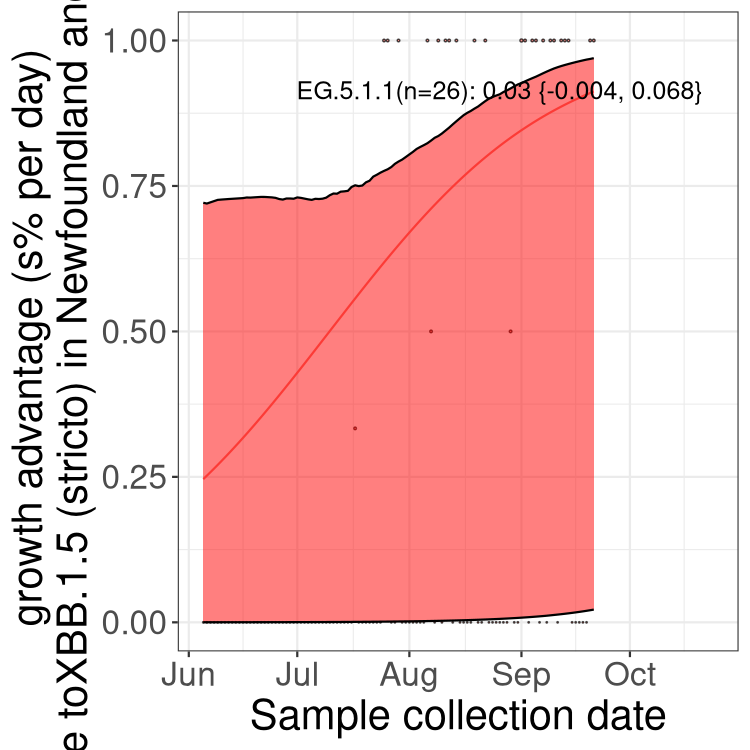 growth advantage (s% per day)
toXBB.1.5 (stricto) in Newfoundland
1.00
0.75
0.50
0.25
0.00
EG.5.1.1(n=26): 0.03 {-0.004, 0.068}
Jun Jul Aug Sep Oct
Sample collection date